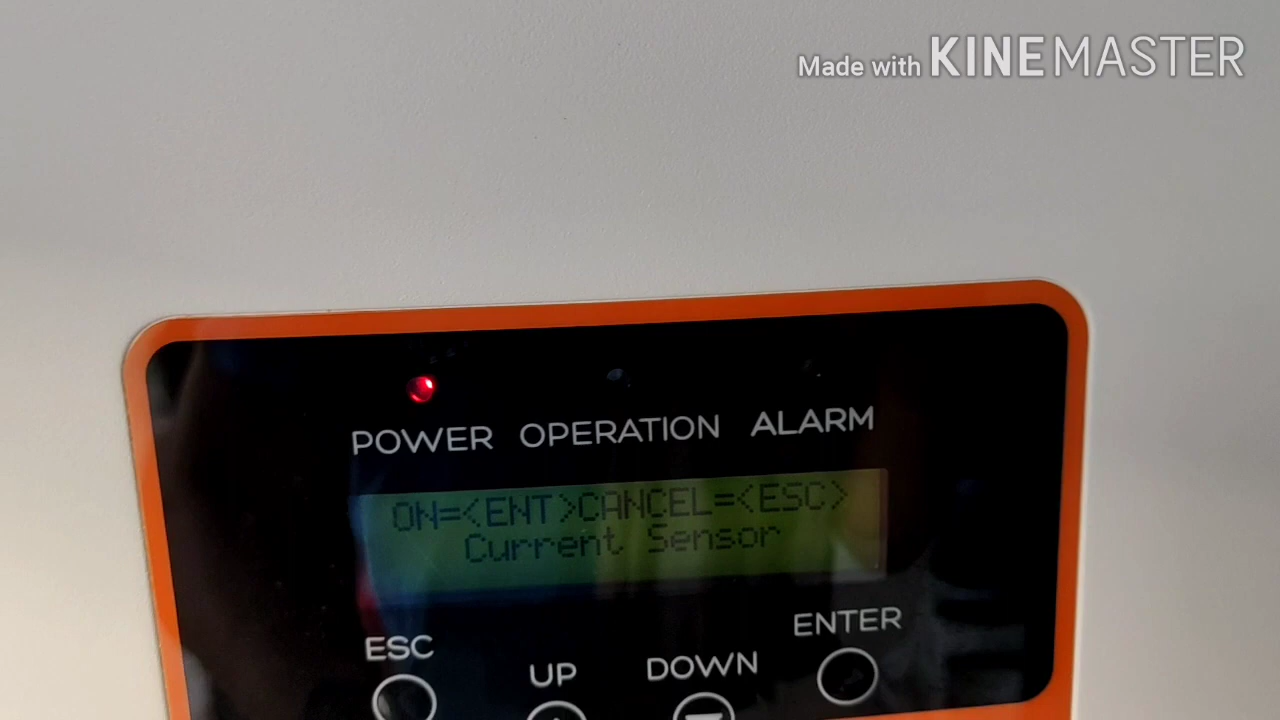 Made with KINEMASTER
POWER OPERATION ALARM
ON=<ENT>CANCEL=<ESC>
Current Sensor
ESC UP DOWN ENTER